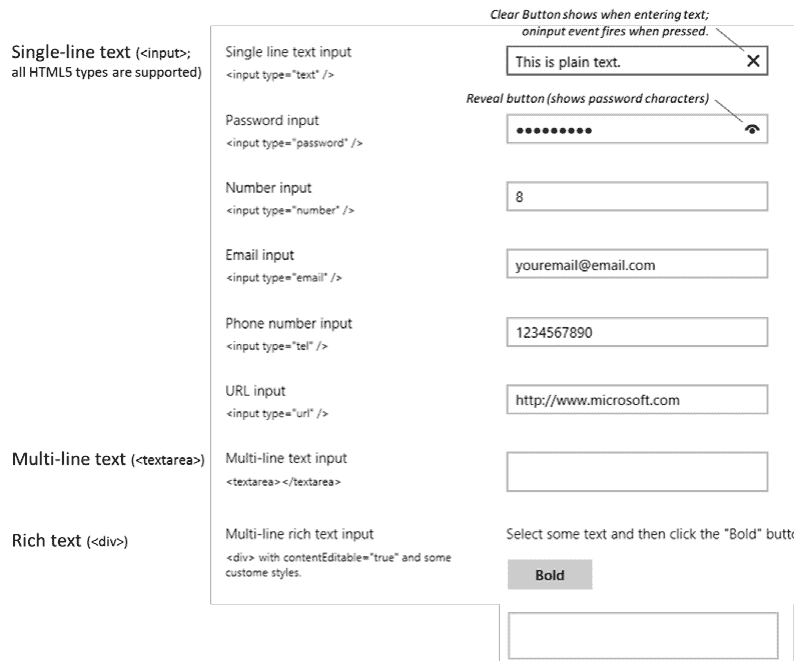 Clear Button shows when entering text;
oninput event fires when pressed.
Single-line text (<input>;
all HTML5 types are supported)
Single line text input
<input type="text" />
This is plain text.
Reveal button (shows password characters)
Password input
<input type="password" />
Number input
<input type="number" />
8
Email input
<input type="email" />
youremail@email.com
Phone number input
<input type="tel" />
1234567890
URL input
<input type="url" />
http://www.microsoft.com
Multi-line text (<textarea>)
Multi-line text input
<textarea></textarea>
Rich text (<div>)
Multi-line rich text input
<div> with contentEditable="true" and some
custome styles.
Select some text and then click the "Bold" butto
Bold